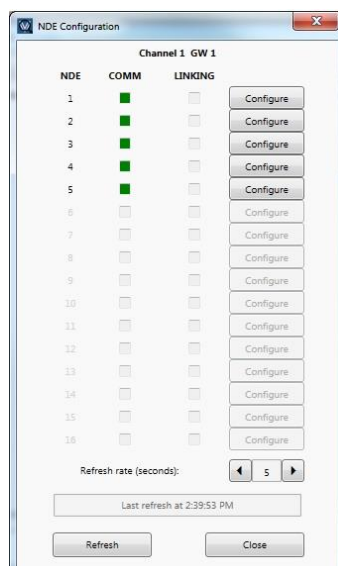 NDE Configuration
Channel 1 GW 1
NDE COMM LINKING
1 Configure
2 Configure
3 Configure
4 Configure
5 Configure
6 Configure
7 Configure
8 Configure
9 Configure
10 Configure
11 Configure
12 Configure
13 Configure
14 Configure
15 Configure
16 Configure
Refresh rate (seconds): 5
Last refresh at 2:39:53 PM
Refresh Close